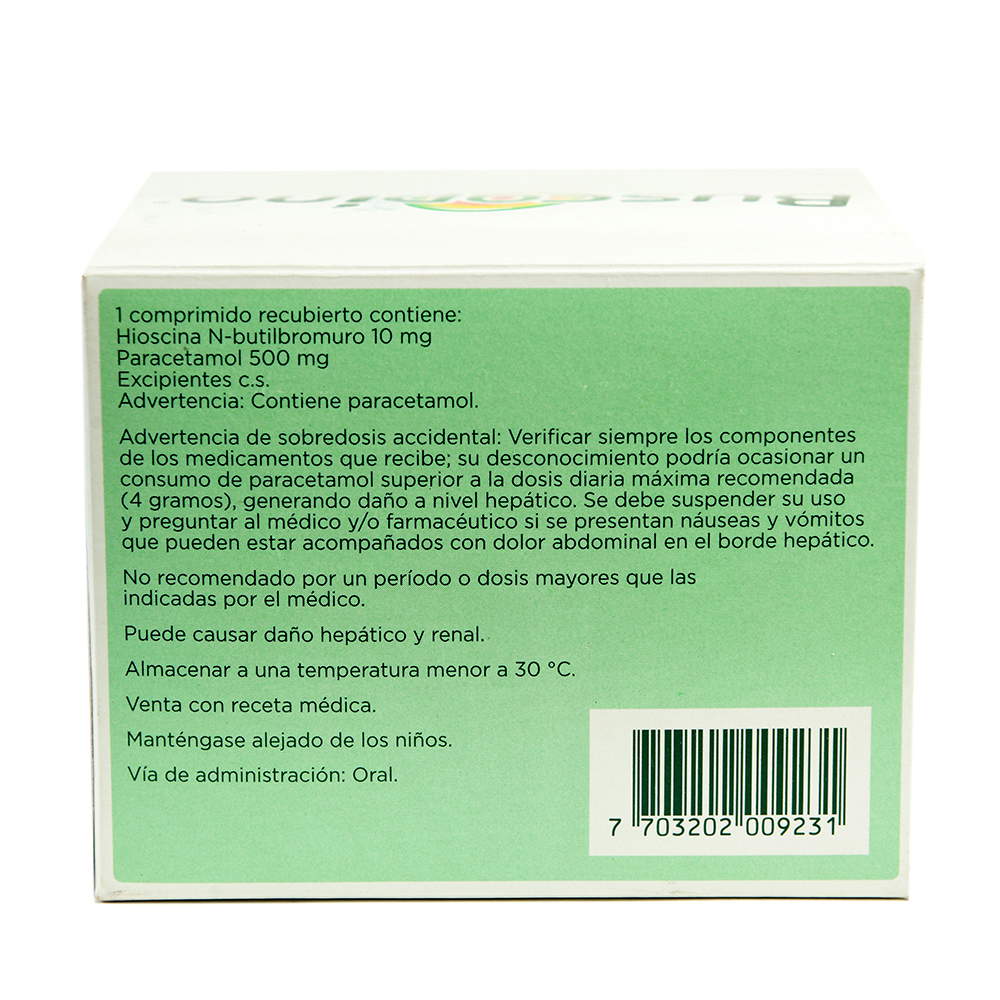 Buscapina
1 comprimido recubierto contiene:
Hioscina N-butilbromuro 10 mg
Paracetamol 500 mg
Excipientes c.s.
Advertencia: Contiene paracetamol.
Advertencia de sobredosis accidental: Verificar siempre los componentes
de los medicamentos que recibe; su desconocimiento podría ocasionar un
consumo de paracetamol superior a la dosis diaria máxima recomendada
(4 gramos), generando daño a nivel hepático. Se debe suspender su uso
y preguntar al médico y/o farmacéutico si se presentan náuseas y vómitos
que pueden estar acompañados con dolor abdominal en el borde hepático.
No recomendado por un período o dosis mayores que las
indicadas por el médico.
Puede causar daño hepático y renal.
Almacenar a una temperatura menor a 30 °C.
Venta con receta médica.
Manténgase alejado de los niños.
Vía de administración: Oral.
7 703202 009231